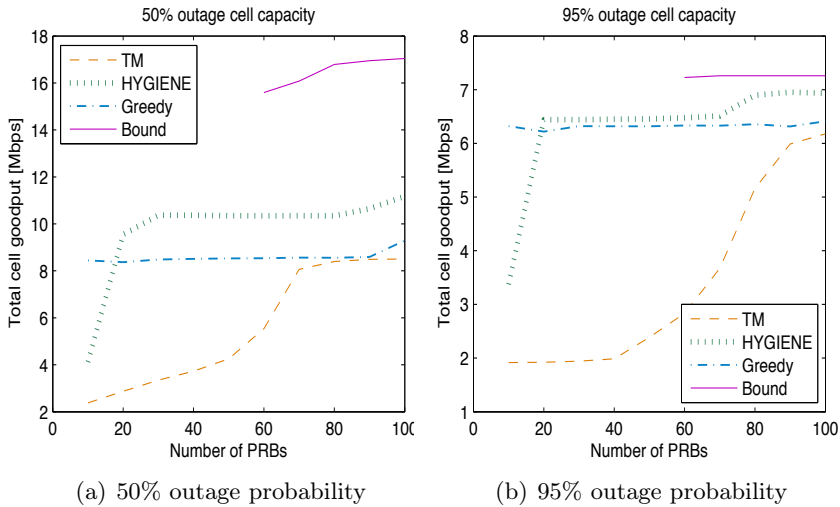 50% outage cell capacity
18
16
14
12
10
8
6
4
2
Total cell goodput [Mbps]
TM
HYGIENE
Greedy
Bound
0
20
40
60
80
100
Number of PRBs
(a) 50% outage probability
95% outage cell capacity
8
7
6
5
4
3
2
1
Total cell goodput [Mbps]
TM
HYGIENE
Greedy
Bound
0
20
40
60
80
100
Number of PRBs
(b) 95% outage probability